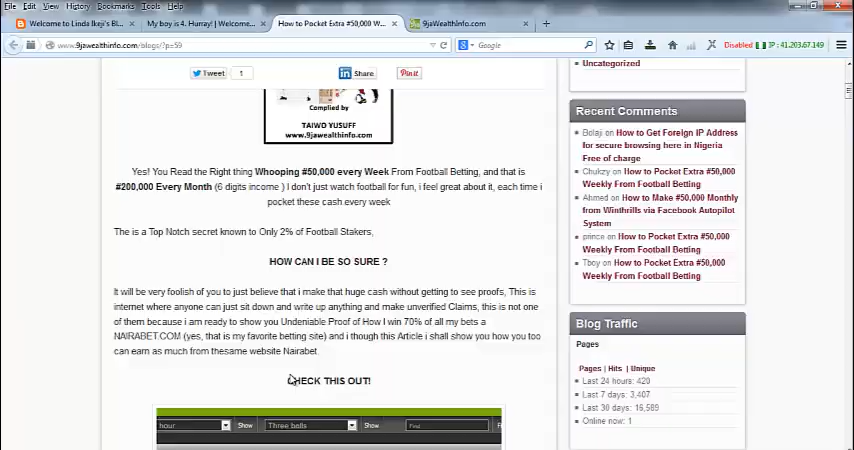 File Edit View History Bookmarks Tools Help
Welcome to Linda Ikeji's Bl...
My boy is 4. Hurray! | Welcome...
How to Pocket Extra #50,000 W...
9jaWealthinfo.com
www.9jawealthinfo.com/blogs/?p=59
Google
Disabled
IP : 41.203.67.149
Tweet 1
Share
Pin it
Complied by
TAIWO YUSUFF
www.9jawealthinfo.com
Yes! You Read the Right thing Whooping #50,000 every Week From Football Betting, and that is
#200,000 Every Month (6 digits income ) I don't just watch football for fun, i feel great about it, each time i
pocket these cash every week
The is a Top Notch secret known to Only 2% of Football Stakers,
HOW CAN I BE SO SURE ?
It will be very foolish of you to just believe that i make that huge cash without getting to see proofs, This is
internet where anyone can just sit down and write up anything and make unverified Claims, this is not one
of them because i am ready to show you Undeniable Proof of How I win 70% of all my bets a
NAIRABET.COM (yes, that is my favorite betting site) and i though this Article i shall show you how you too
can earn as much from thesame website Nairabet
CHECK THIS OUT!
hour
Show
Three balls
Show
Find
Uncategorized
Recent Comments
Bolaji on How to Get Foreign IP Address
for secure browsing here in Nigeria
Free of charge
Chukzy on How to Pocket Extra #50,000
Weekly From Football Betting
Ahmed on How to Make #50,000 Monthly
from Winthrills via Facebook Autopilot
System
prince on How to Pocket Extra #50,000
Weekly From Football Betting
Tboy on How to Pocket Extra #50,000
Weekly From Football Betting
Blog Traffic
Pages
Pages | Hits | Unique
Last 24 hours: 420
Last 7 days: 3,407
Last 30 days: 16,589
Online now: 1